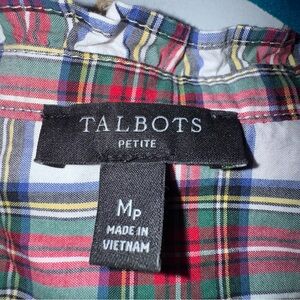 TALBOTS
PETITE
MP
MADE IN
VIETNAM